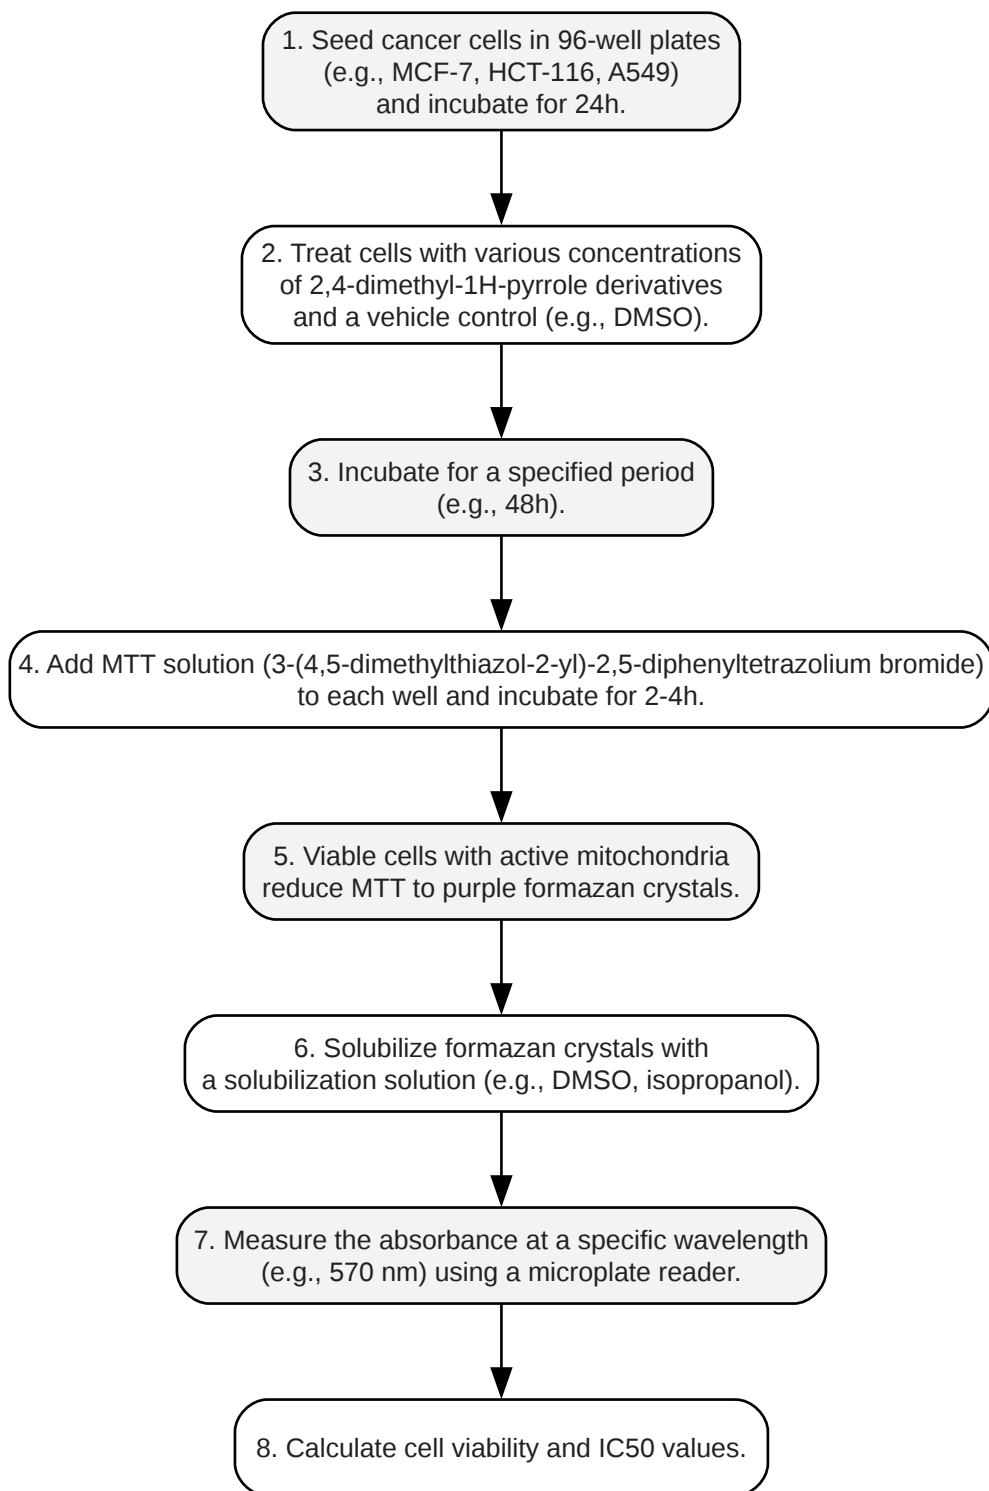 1. Seed cancer cells in 96-well plates
(e.g., MCF-7, HCT-116, A549)
and incubate for 24h.
2. Treat cells with various concentrations
of 2,4-dimethyl-1H-pyrrole derivatives
and a vehicle control (e.g., DMSO).
3. Incubate for a specified period
(e.g., 48h).
4. Add MTT solution (3-(4,5-dimethylthiazol-2-yl)-2,5-diphenyltetrazolium bromide)
to each well and incubate for 2-4h.
5. Viable cells with active mitochondria
reduce MTT to purple formazan crystals.
6. Solubilize formazan crystals with
a solubilization solution (e.g., DMSO, isopropanol).
7. Measure the absorbance at a specific wavelength
(e.g., 570 nm) using a microplate reader.
8. Calculate cell viability and IC50 values.